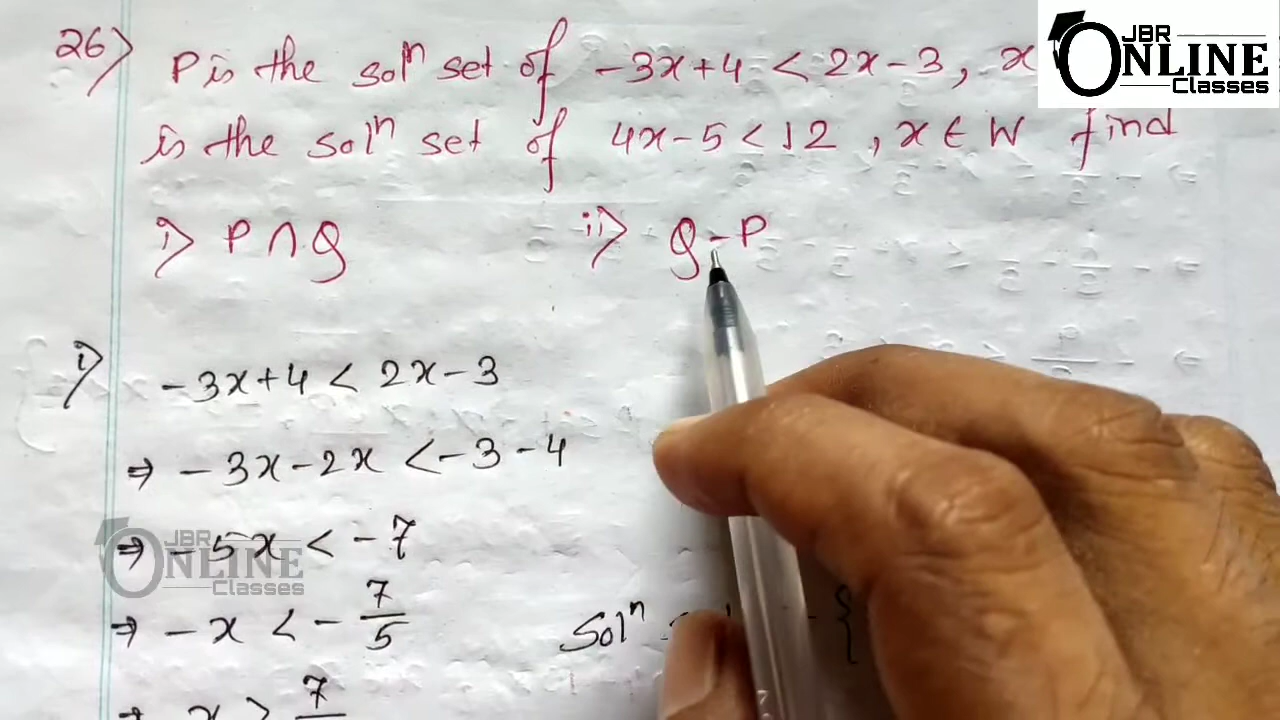 26) P is the solⁿ set of -3x+4 < 2x-3, x
JBR
ONLINE
Classes
is the solⁿ set of 4x-5 < 12, x ∈ W find
i) P ∩ Q ii) Q - P
i) -3x+4 < 2x-3
⇒ -3x-2x < -3-4
⇒ -5x < -7
JBR
ONLINE
Classes
⇒ -x < - 7/5
Solⁿ {
⇒ x > 7